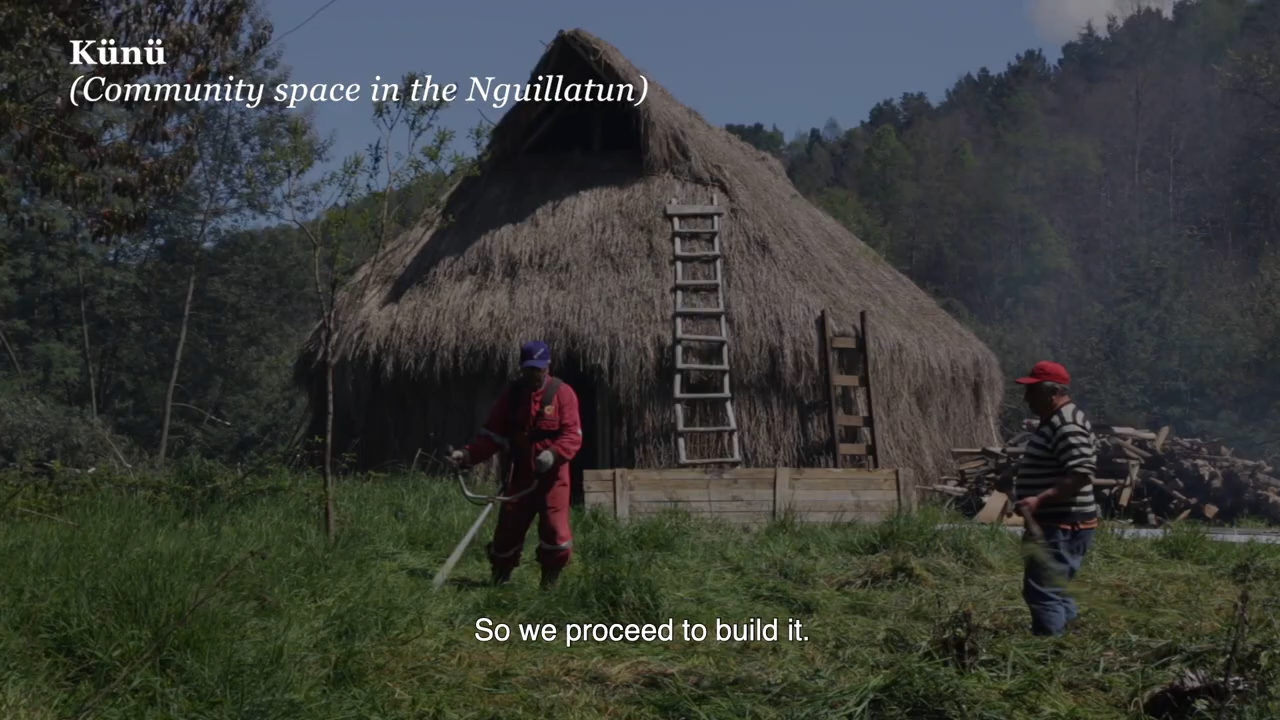 Künü
(Community space in the Nguillatun)
So we proceed to build it.